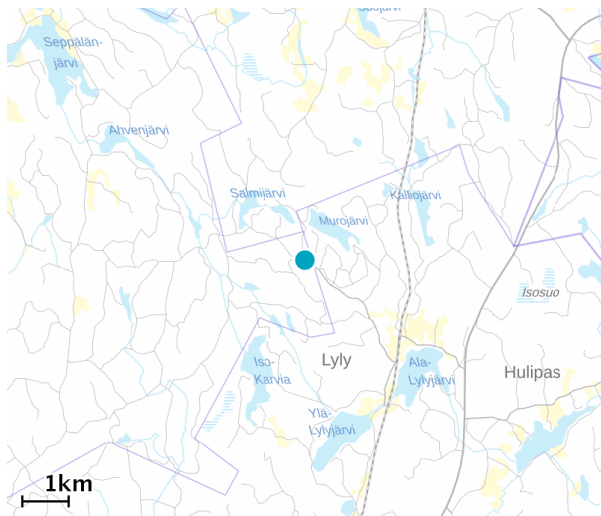 Seppälän-
järvi
Ahvenjärvi
Salmijärvi
Kalliojärvi
Murojärvi
Isosuo
Lyly
Iso-
Karvia
Ala-
Lylyjärvi
Hulipas
Ylä-
Lylyjärvi
1km